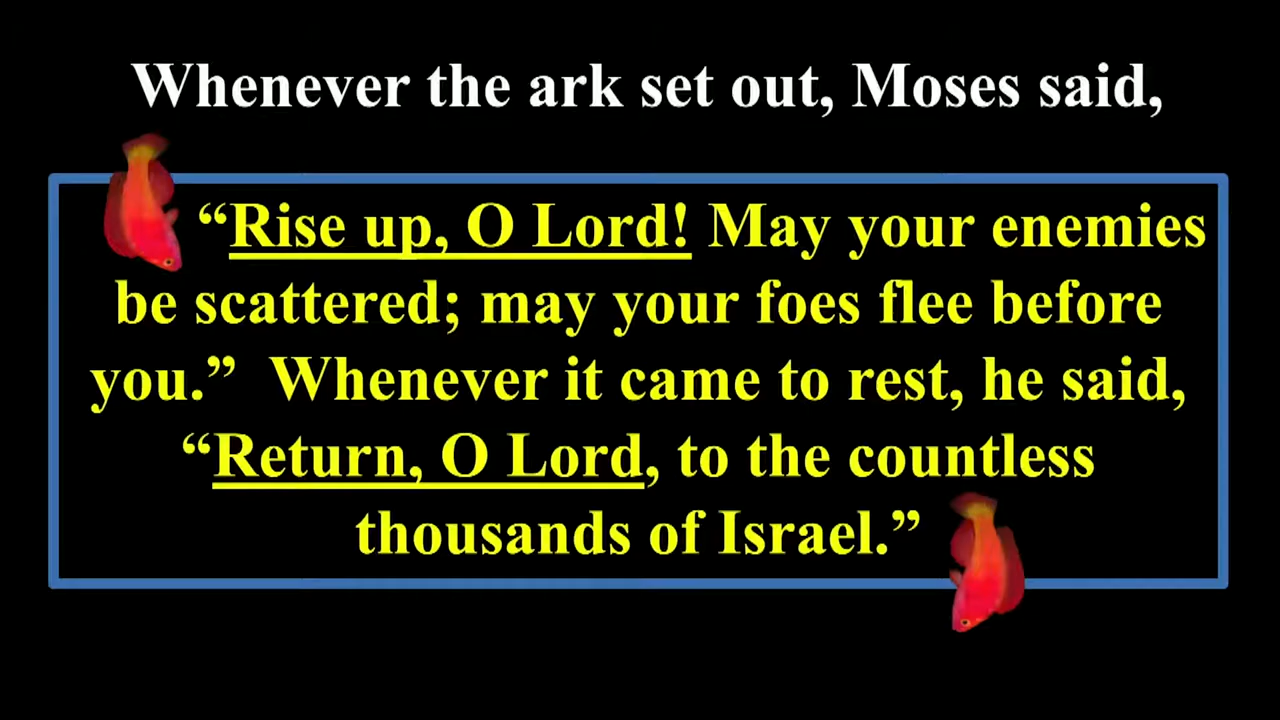 Whenever the ark set out, Moses said,
“Rise up, O Lord! May your enemies
be scattered; may your foes flee before
you.”  Whenever it came to rest, he said,
“Return, O Lord, to the countless
thousands of Israel.”